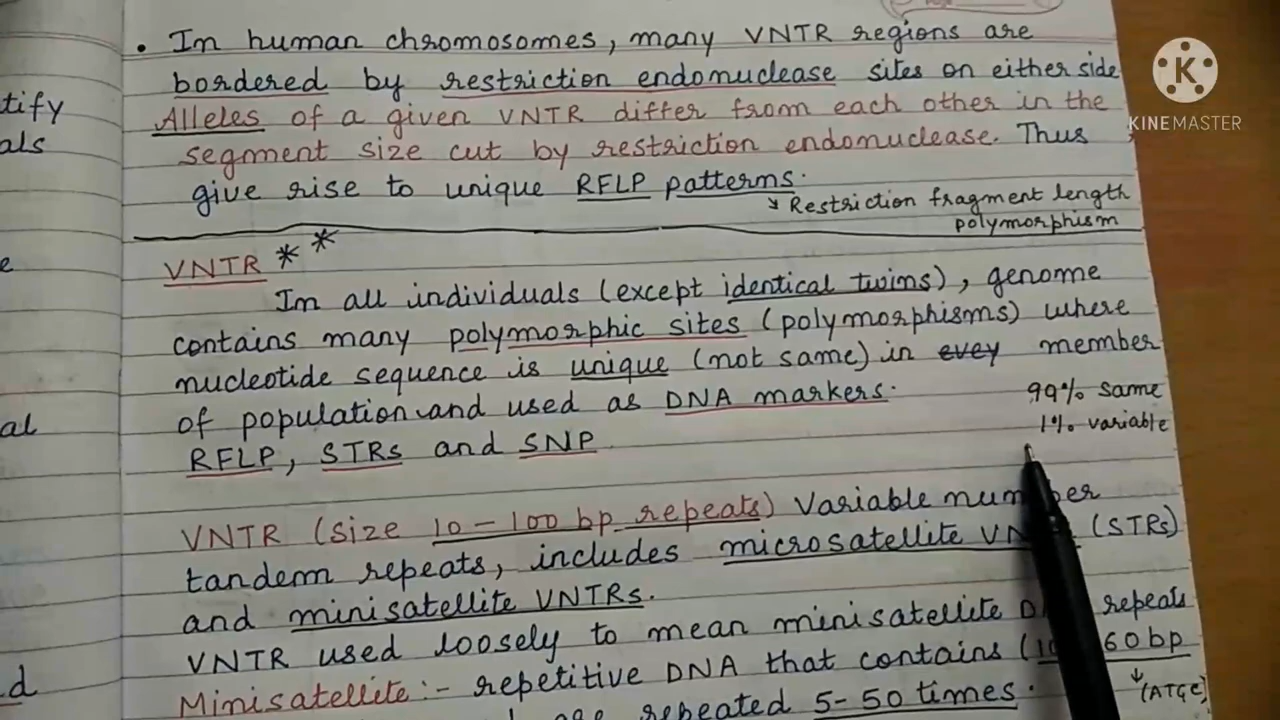 • In human chromosomes, many VNTR regions are
bordered by restriction endonuclease sites on either side
Alleles of a given VNTR differ from each other in the
segment size cut by restriction endonuclease. Thus
give rise to unique RFLP patterns.
↘ Restriction fragment length
polymorphism
VNTR **
In all individuals (except identical twins), genome
contains many polymorphic sites (polymorphisms) where
nucleotide sequence is unique (not same) in evey member
of population and used as DNA markers.
99% same
1% variable
RFLP, STRs and SNP
VNTR (size 10-100 bp repeats) Variable number
tandem repeats, includes microsatellite (STRs)
and minisatellite VNTRs.
VNTR used loosely to mean minisatellite repeats
Minisatellite:- repetitive DNA that contains 60 bp
repeated 5-50 times.
↓ (ATGC)
tify
als
e
al
d
K
KINEMASTER